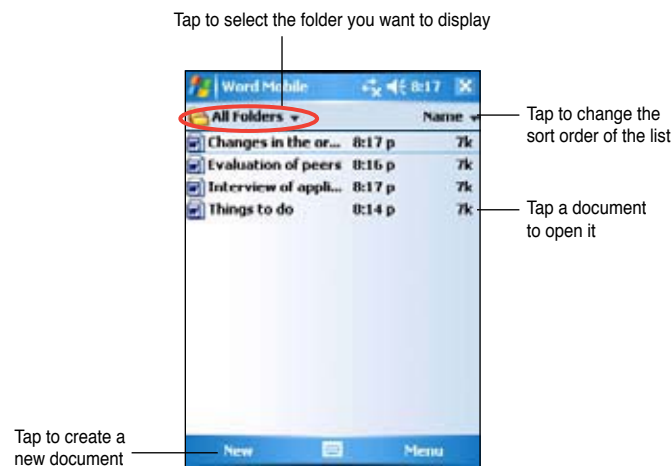 Tap to select the folder you want to display
Word Mobile 8:17
All Folders Name
Changes in the or... 8:17 p 7k
Evaluation of peers 8:16 p 7k
Interview of appli... 8:17 p 7k
Things to do 8:14 p 7k
Tap to change the
sort order of the list
Tap a document
to open it
Tap to create a
new document
New Menu